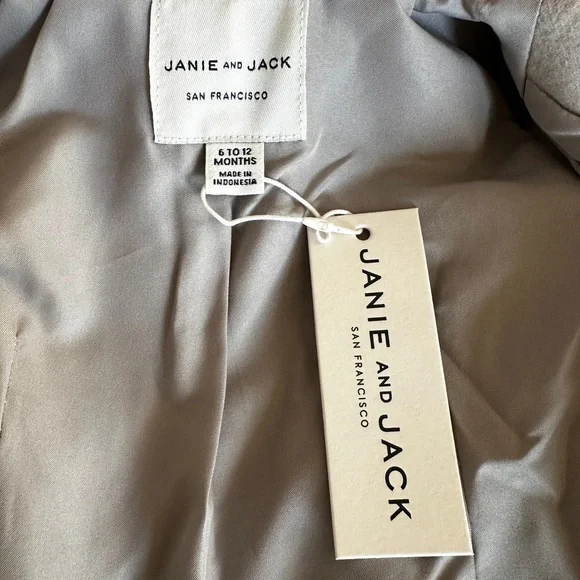 JANIE AND JACK
SAN FRANCISCO
6 TO 12
MONTHS
MADE IN
INDONESIA
JANIE AND JACK
SAN FRANCISCO